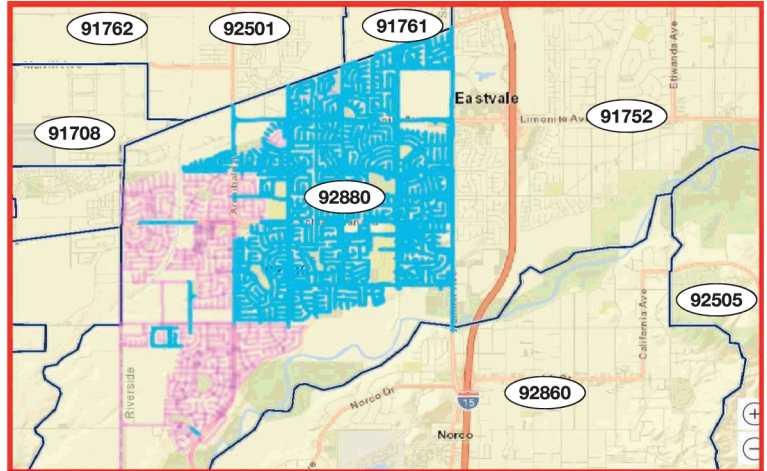 91762
92501
91761
Etiwanda Ave
Eastvale
Limonite Ave
91752
91708
92880
92505
California Ave
Riverside
92860
Norco Dr
15
Norco
+
−